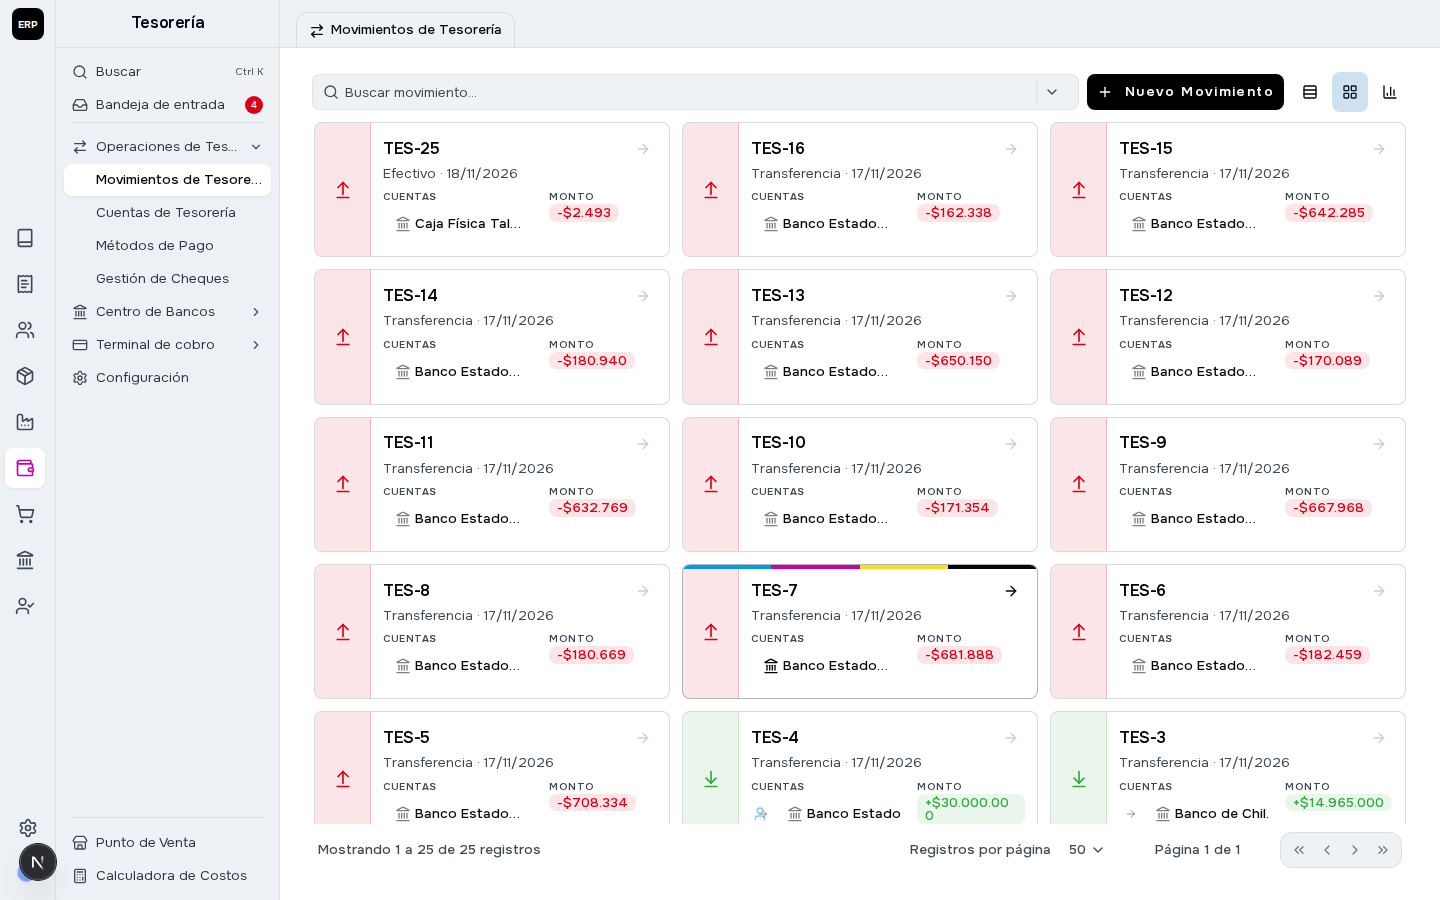 ERP
Tesorería
Movimientos de Tesorería
Buscar
Ctrl K
Bandeja de entrada
4
Operaciones de Tes...
Movimientos de Tesore...
Cuentas de Tesorería
Métodos de Pago
Gestión de Cheques
Centro de Bancos
Terminal de cobro
Configuración
Punto de Venta
Calculadora de Costos
N
Buscar movimiento...
Nuevo Movimiento
TES-25
Efectivo · 18/11/2026
CUENTAS
MONTO
Caja Física Tal...
-$2.493
TES-16
Transferencia · 17/11/2026
CUENTAS
MONTO
Banco Estado...
-$162.338
TES-15
Transferencia · 17/11/2026
CUENTAS
MONTO
Banco Estado...
-$642.285
TES-14
Transferencia · 17/11/2026
CUENTAS
MONTO
Banco Estado...
-$180.940
TES-13
Transferencia · 17/11/2026
CUENTAS
MONTO
Banco Estado...
-$650.150
TES-12
Transferencia · 17/11/2026
CUENTAS
MONTO
Banco Estado...
-$170.089
TES-11
Transferencia · 17/11/2026
CUENTAS
MONTO
Banco Estado...
-$632.769
TES-10
Transferencia · 17/11/2026
CUENTAS
MONTO
Banco Estado...
-$171.354
TES-9
Transferencia · 17/11/2026
CUENTAS
MONTO
Banco Estado...
-$667.968
TES-8
Transferencia · 17/11/2026
CUENTAS
MONTO
Banco Estado...
-$180.669
TES-7
Transferencia · 17/11/2026
CUENTAS
MONTO
Banco Estado...
-$681.888
TES-6
Transferencia · 17/11/2026
CUENTAS
MONTO
Banco Estado...
-$182.459
TES-5
Transferencia · 17/11/2026
CUENTAS
MONTO
Banco Estado...
-$708.334
TES-4
Transferencia · 17/11/2026
CUENTAS
MONTO
Banco Estado
+$30.000.00
0
TES-3
Transferencia · 17/11/2026
CUENTAS
MONTO
Banco de Chil.
+$14.965.000
Mostrando 1 a 25 de 25 registros
Registros por página
50
Página 1 de 1